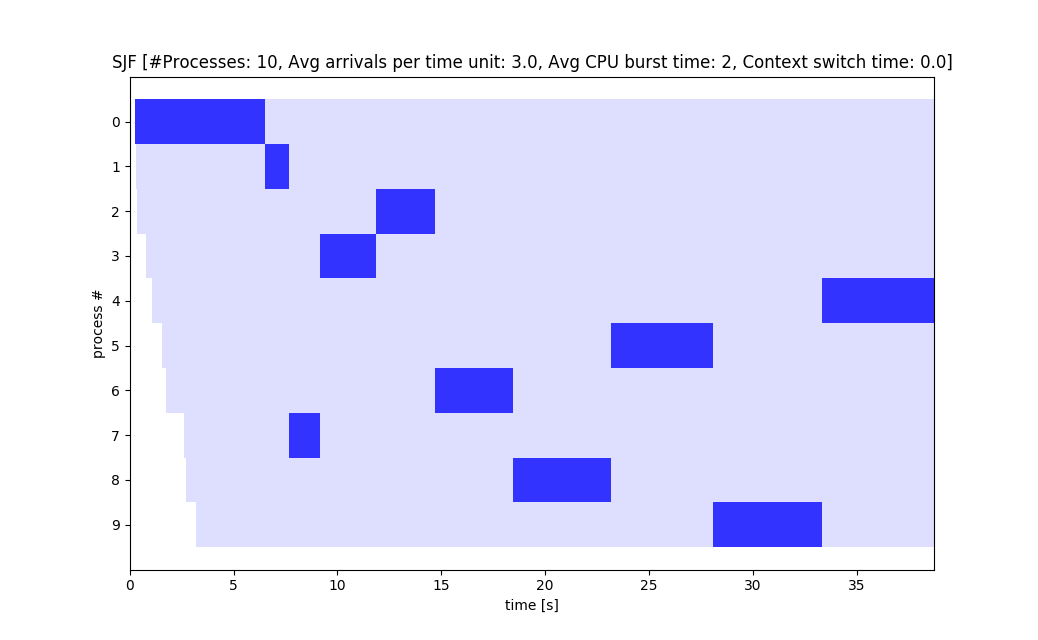 SJF [#Processes: 10, Avg arrivals per time unit: 3.0, Avg CPU burst time: 2, Context switch time: 0.0]
0
1
2
3
4
5
6
7
8
9
process #
0 5 10 15 20 25 30 35
time [s]